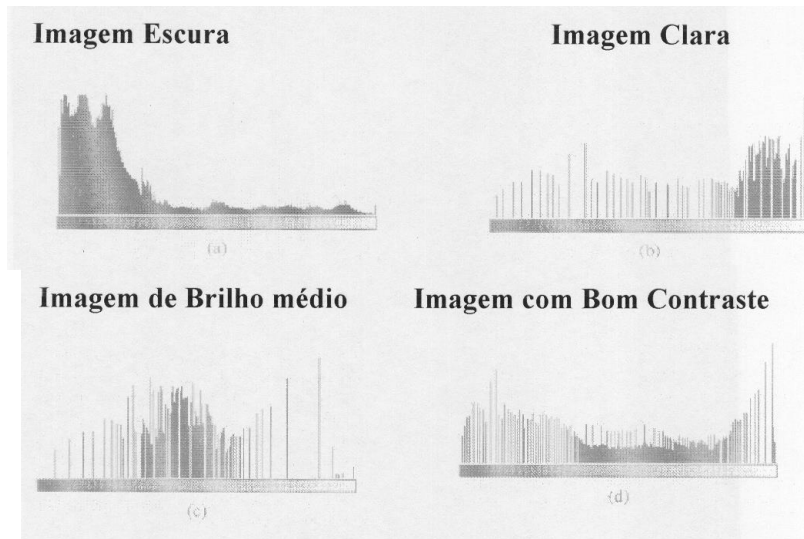 Imagem Escura
Imagem Clara
(a)
(b)
Imagem de Brilho médio
Imagem com Bom Contraste
(c)
(d)